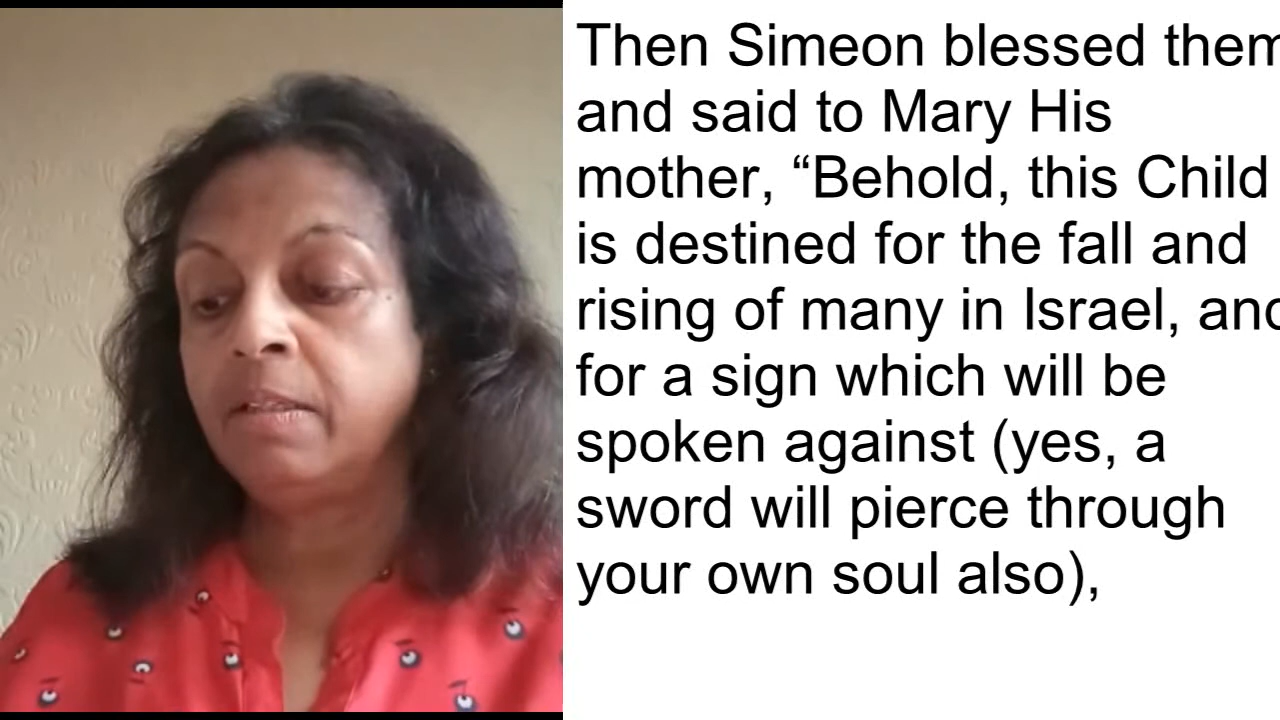 Then Simeon blessed them
and said to Mary His
mother, “Behold, this Child
is destined for the fall and
rising of many in Israel, and
for a sign which will be
spoken against (yes, a
sword will pierce through
your own soul also),